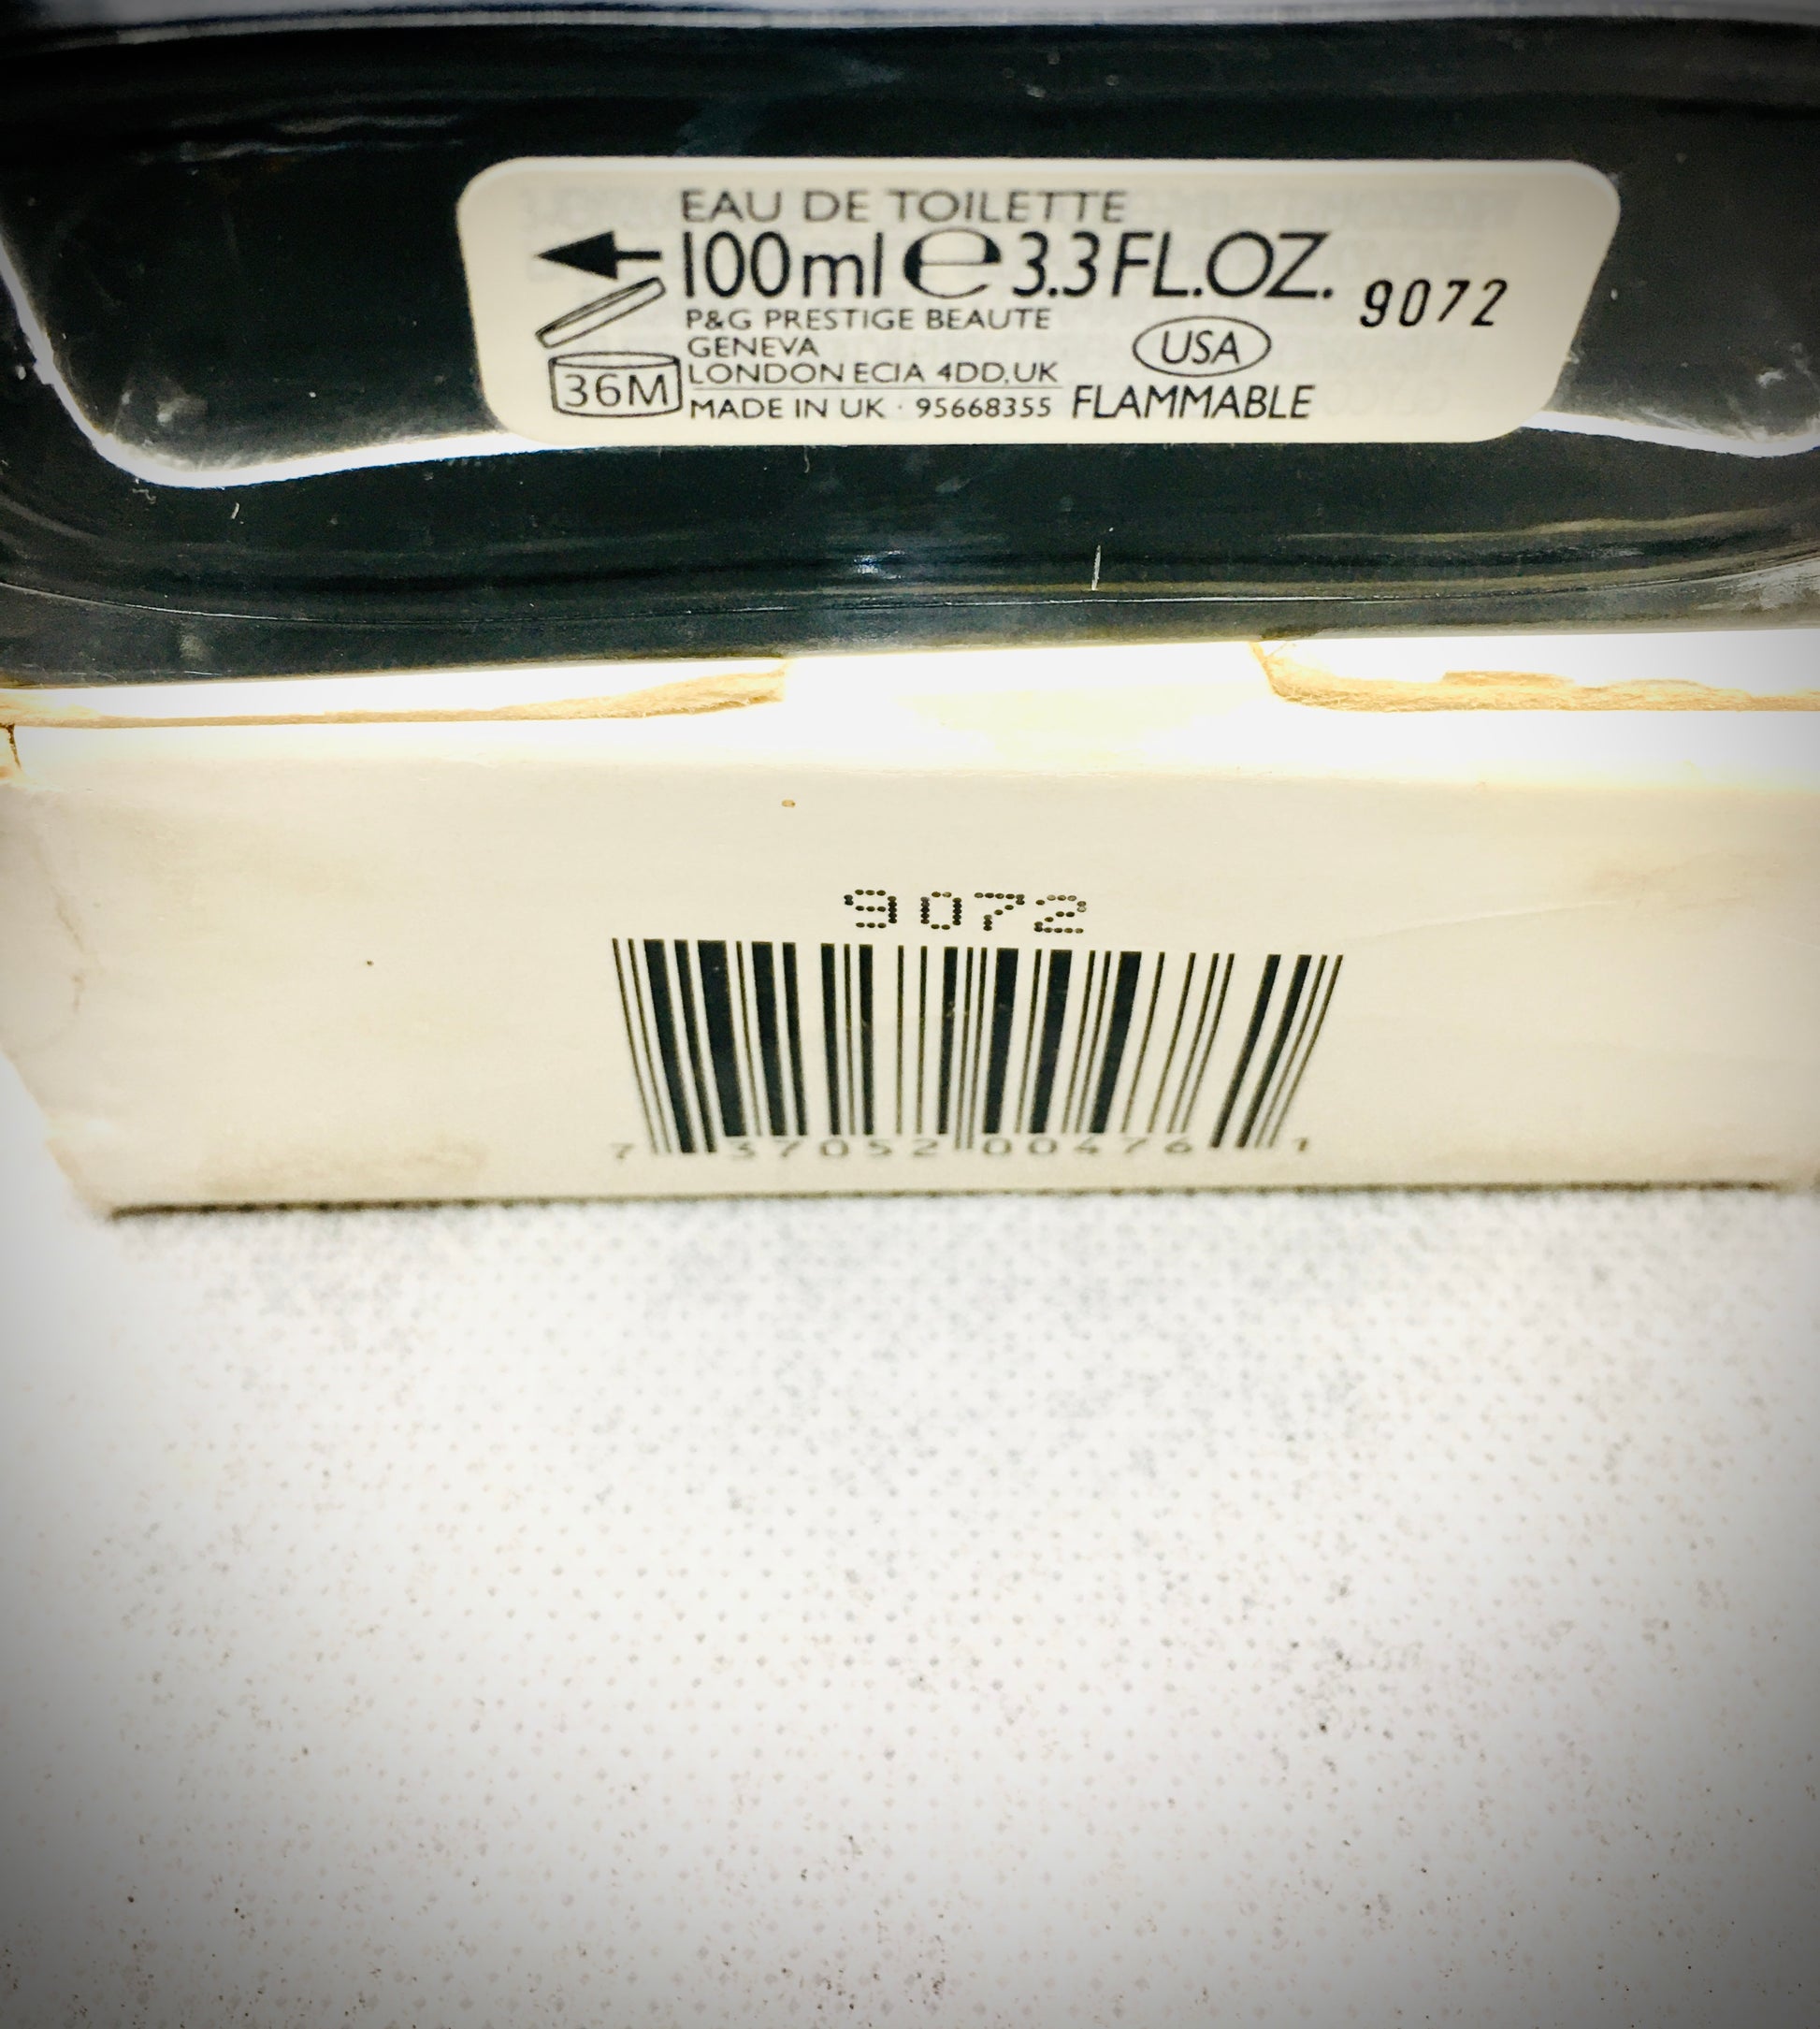 EAU DE TOILETTE
100ml e 3.3 FL.OZ. 9072
P&G PRESTIGE BEAUTE
GENEVA
USA
36M
LONDON EC1A 4DD, UK
MADE IN UK · 95668355 FLAMMABLE
9072
7 37052 00476 1